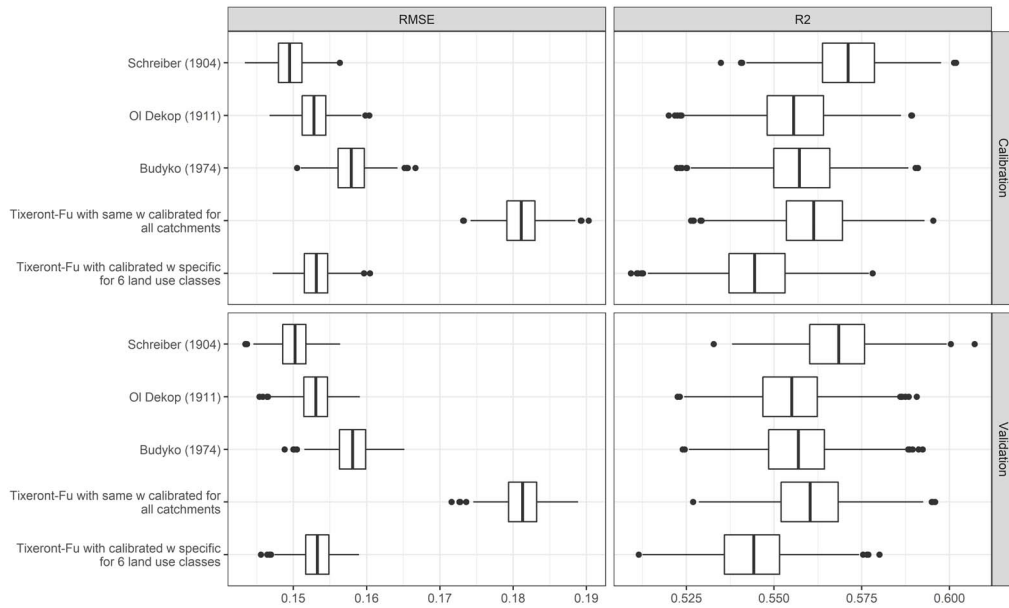 RMSE
R2
Schreiber (1904)
Ol Dekop (1911)
Budyko (1974)
Tixeront-Fu with same w calibrated for
all catchments
Tixeront-Fu with calibrated w specific
for 6 land use classes
Calibration
Schreiber (1904)
Ol Dekop (1911)
Budyko (1974)
Tixeront-Fu with same w calibrated for
all catchments
Tixeront-Fu with calibrated w specific
for 6 land use classes
Validation
0.15 0.16 0.17 0.18 0.19
0.525 0.550 0.575 0.600